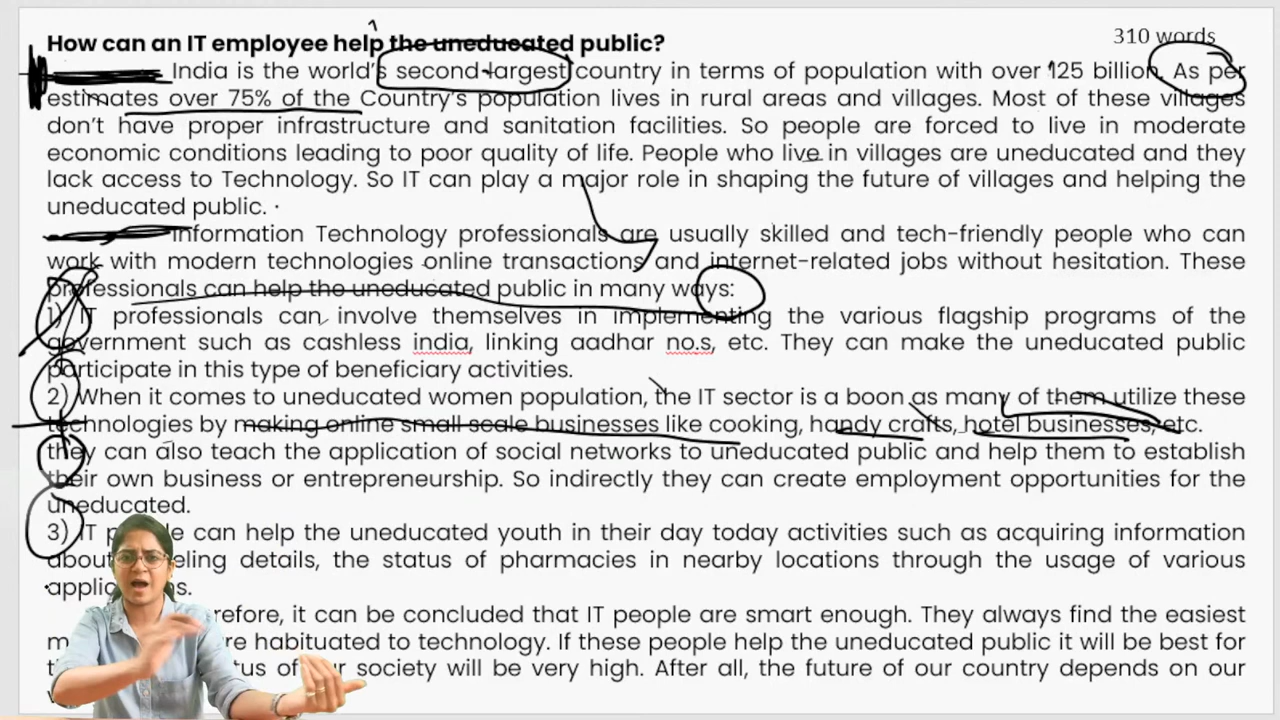 How can an IT employee help the uneducated public?
310 words
India is the world's second largest country in terms of population with over 125 billion. As per
estimates over 75% of the Country's population lives in rural areas and villages. Most of these villages
don't have proper infrastructure and sanitation facilities. So people are forced to live in moderate
economic conditions leading to poor quality of life. People who live in villages are uneducated and they
lack access to Technology. So IT can play a major role in shaping the future of villages and helping the
uneducated public.
Information Technology professionals are usually skilled and tech-friendly people who can
work with modern technologies online transactions and internet-related jobs without hesitation. These
professionals can help the uneducated public in many ways:
1) IT professionals can involve themselves in implementing the various flagship programs of the
government such as cashless india, linking aadhar no.s, etc. They can make the uneducated public
participate in this type of beneficiary activities.
2) When it comes to uneducated women population, the IT sector is a boon as many of them utilize these
technologies by making online small scale businesses like cooking, handy crafts, hotel businesses, etc.
they can also teach the application of social networks to uneducated public and help them to establish
their own business or entrepreneurship. So indirectly they can create employment opportunities for the
uneducated.
3) IT can help the uneducated youth in their day today activities such as acquiring information
about details, the status of pharmacies in nearby locations through the usage of various
it can be concluded that IT people are smart enough. They always find the easiest
habituated to technology. If these people help the uneducated public it will be best for
of society will be very high. After all, the future of our country depends on our